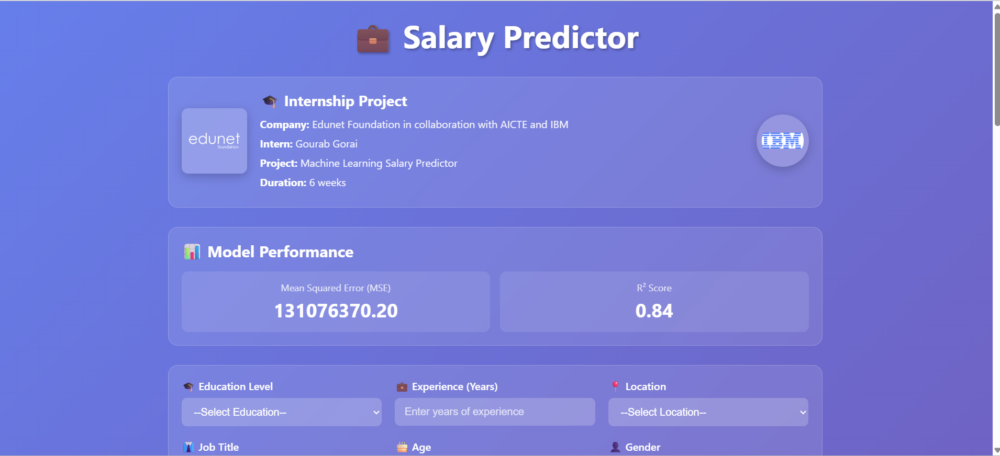 Salary Predictor
Internship Project
edunet
foundation
Company: Edunet Foundation in collaboration with AICTE and IBM
Intern: Gourab Gorai
Project: Machine Learning Salary Predictor
Duration: 6 weeks
IBM
Model Performance
Mean Squared Error (MSE)
131076370.20
R² Score
0.84
Education Level
--Select Education--
Experience (Years)
Enter years of experience
Location
--Select Location--
Job Title
Age
Gender